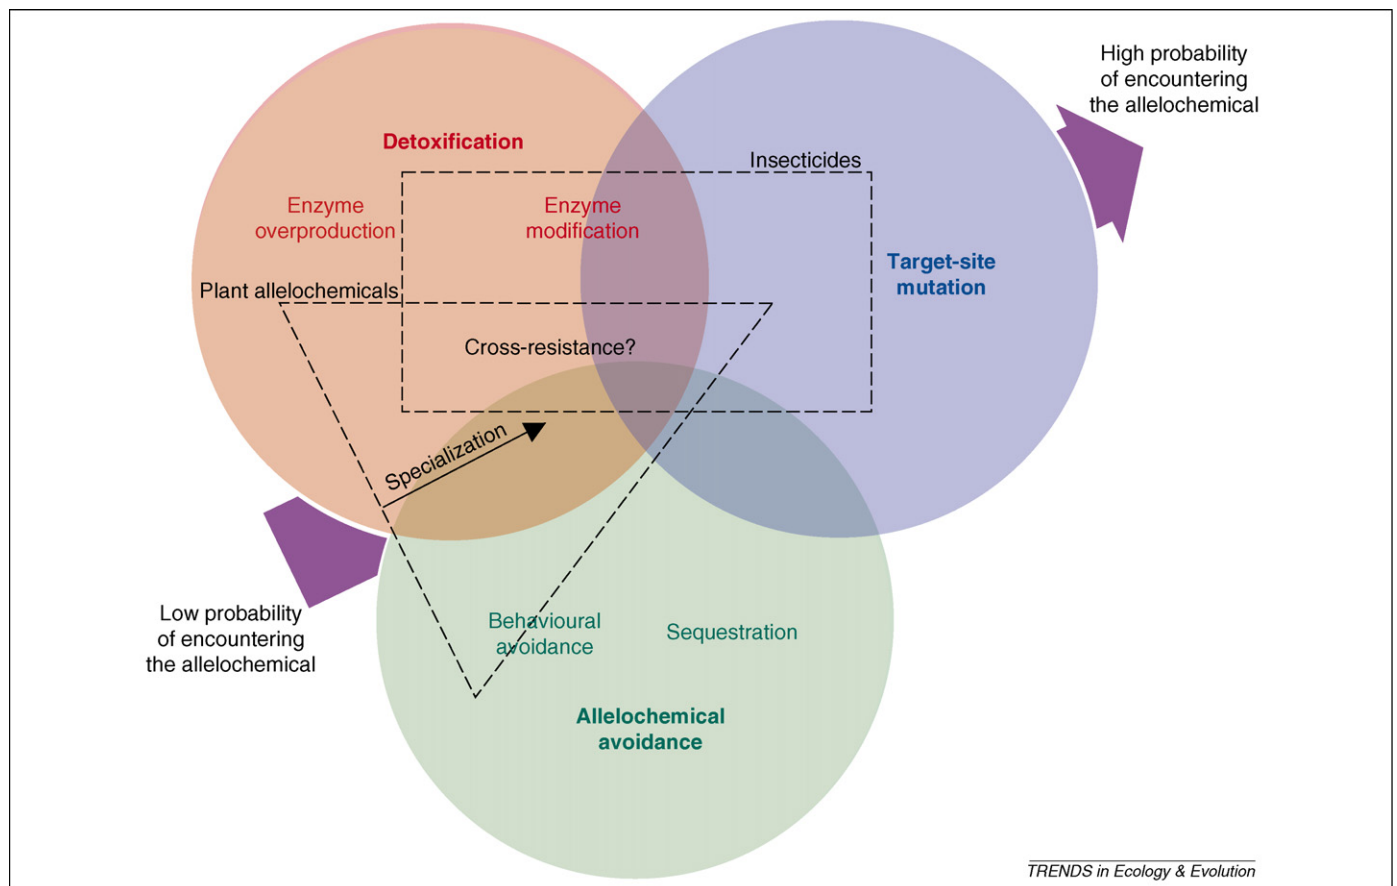 High probability
of encountering
the allelochemical
Detoxification
Insecticides
Enzyme
overproduction
Enzyme
modification
Target-site
mutation
Plant allelochemicals
Cross-resistance?
Specialization
Low probability
of encountering
the allelochemical
Behavioural
avoidance
Sequestration
Allelochemical
avoidance
TRENDS in Ecology & Evolution